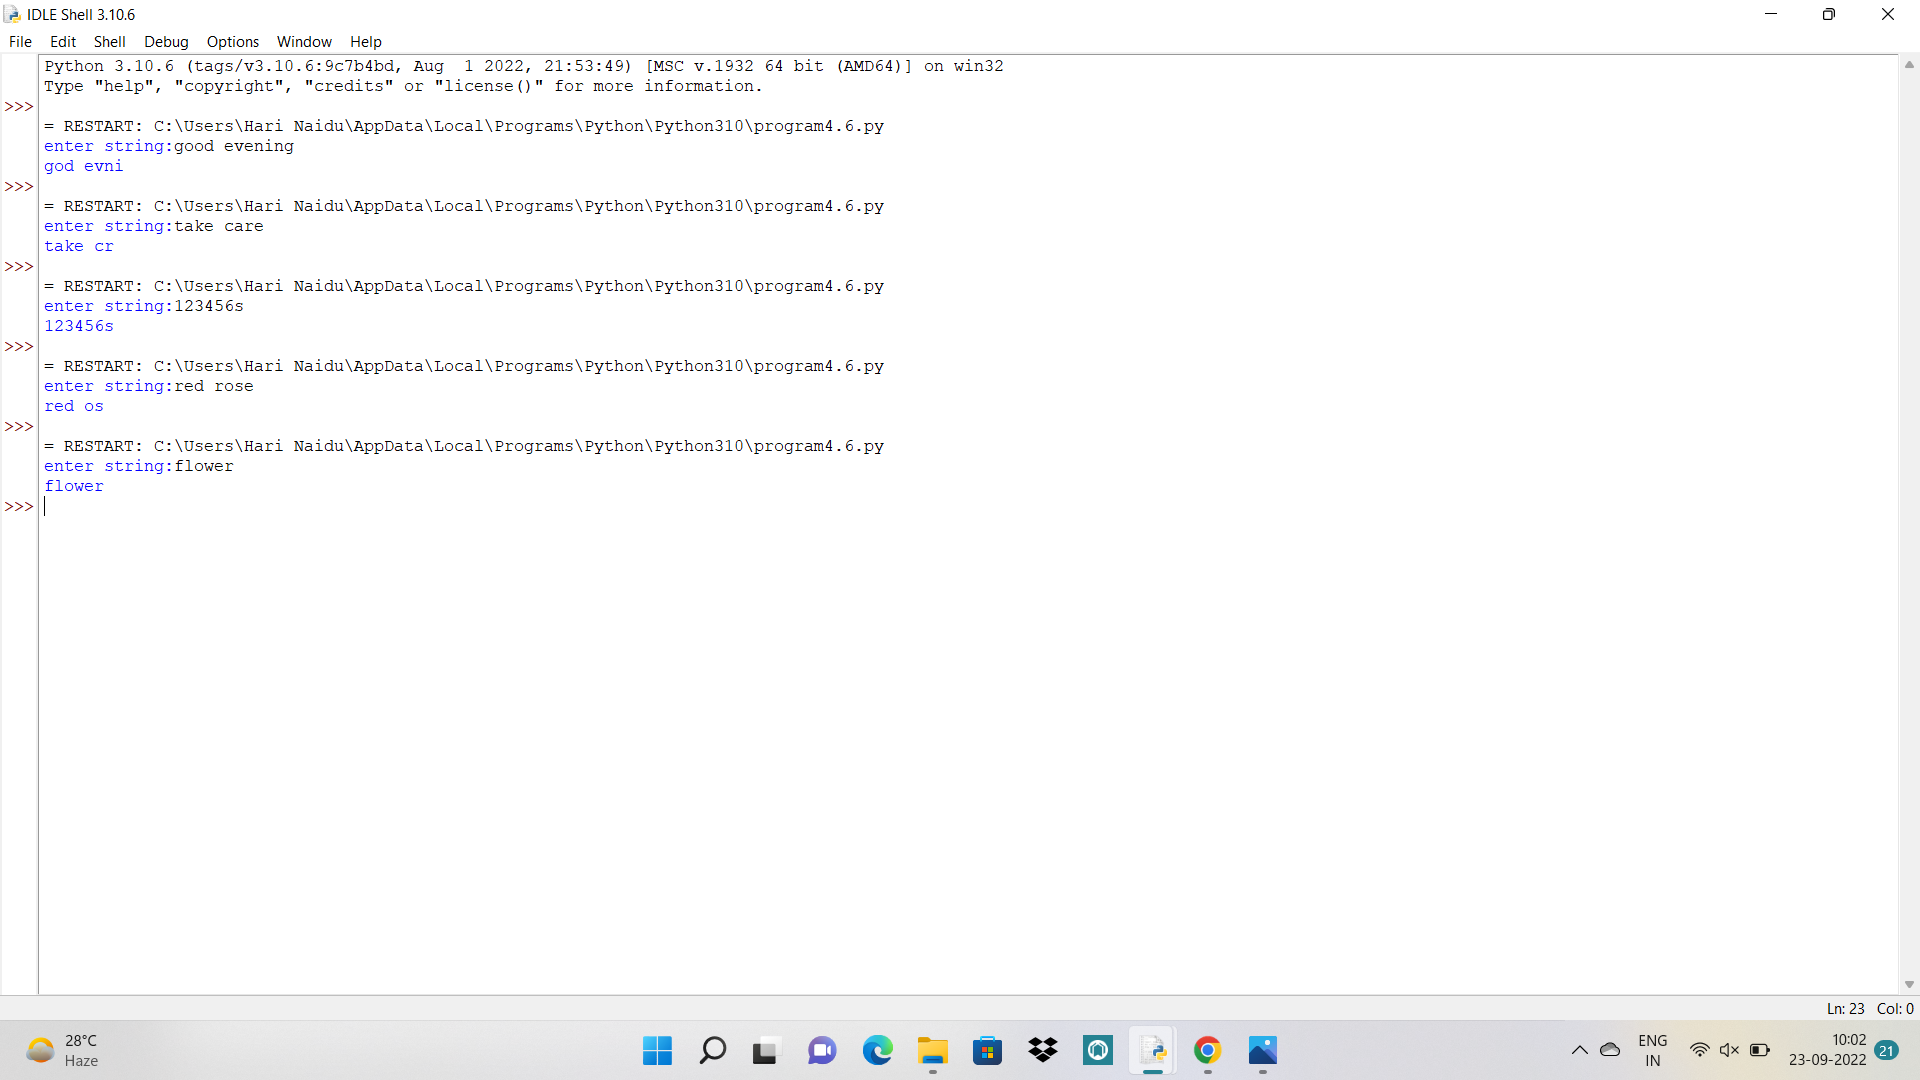 IDLE Shell 3.10.6
File Edit Shell Debug Options Window Help
Python 3.10.6 (tags/v3.10.6:9c7b4bd, Aug  1 2022, 21:53:49) [MSC v.1932 64 bit (AMD64)] on win32
Type "help", "copyright", "credits" or "license()" for more information.
>>>
= RESTART: C:\Users\Hari Naidu\AppData\Local\Programs\Python\Python310\program4.6.py
enter string:good evening
god evni
>>>
= RESTART: C:\Users\Hari Naidu\AppData\Local\Programs\Python\Python310\program4.6.py
enter string:take care
take cr
>>>
= RESTART: C:\Users\Hari Naidu\AppData\Local\Programs\Python\Python310\program4.6.py
enter string:123456s
123456s
>>>
= RESTART: C:\Users\Hari Naidu\AppData\Local\Programs\Python\Python310\program4.6.py
enter string:red rose
red os
>>>
= RESTART: C:\Users\Hari Naidu\AppData\Local\Programs\Python\Python310\program4.6.py
enter string:flower
flower
>>>
Ln: 23 Col: 0
28°C
Haze
ENG
IN
10:02
23-09-2022
21